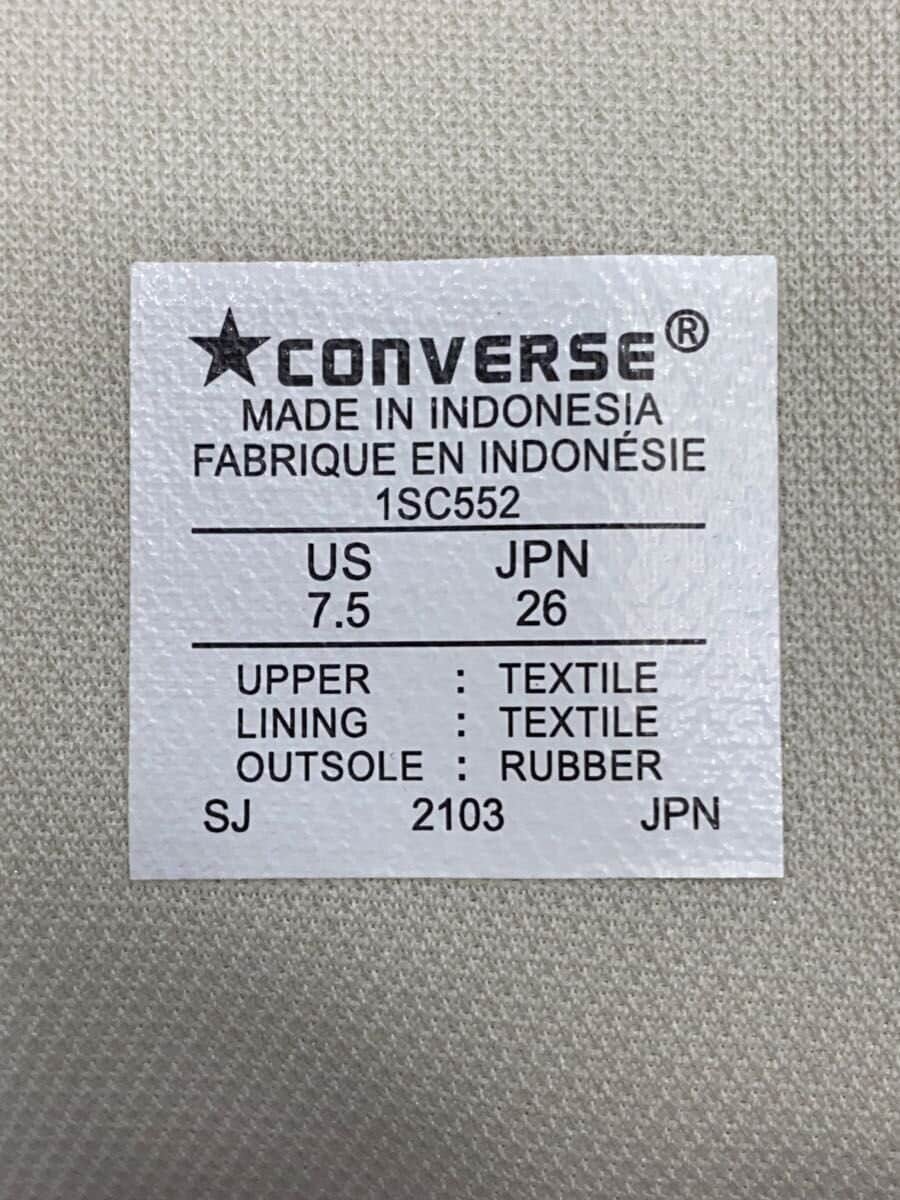 ★CONVERSE®
MADE IN INDONESIA
FABRIQUE EN INDONÉSIE
1SC552
US JPN
7.5 26
UPPER : TEXTILE
LINING : TEXTILE
OUTSOLE : RUBBER
SJ 2103 JPN